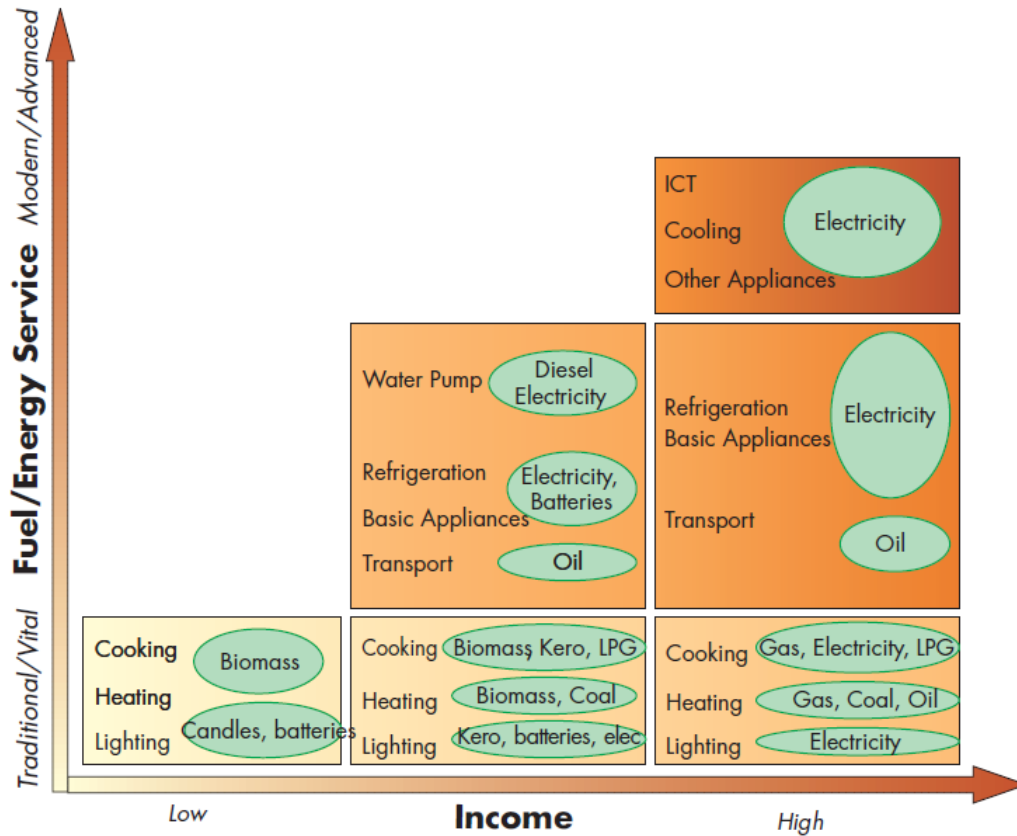 Modern/Advanced
Fuel/Energy Service
Traditional/Vital
ICT
Cooling
Other Appliances
Electricity
Water Pump
Diesel
Electricity
Refrigeration
Basic Appliances
Electricity,
Batteries
Transport
Oil
Refrigeration
Basic Appliances
Electricity
Transport
Oil
Cooking
Heating
Lighting
Biomass
Candles, batteries
Cooking
Biomass, Kero, LPG
Heating
Biomass, Coal
Lighting
Kero, batteries, elec
Cooking
Gas, Electricity, LPG
Heating
Gas, Coal, Oil
Lighting
Electricity
Low
Income
High